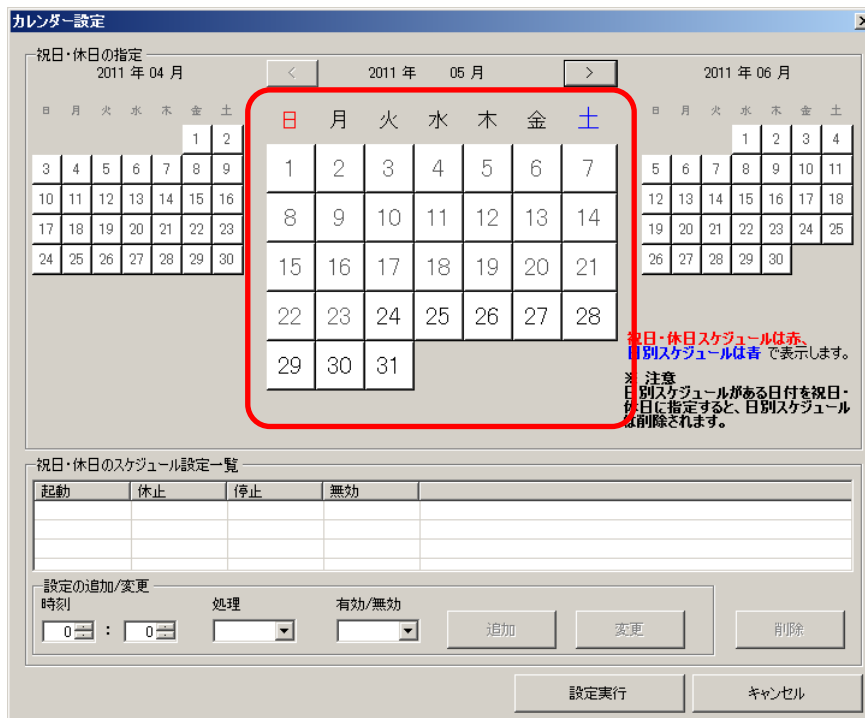 カレンダー設定
祝日・休日の指定
2011 年 04 月
< 2011 年 05 月 >
2011 年 06 月
日 月 火 水 木 金 土
1 2
3 4 5 6 7 8 9
10 11 12 13 14 15 16
17 18 19 20 21 22 23
24 25 26 27 28 29 30
日 月 火 水 木 金 土
1 2 3 4 5 6 7
8 9 10 11 12 13 14
15 16 17 18 19 20 21
22 23 24 25 26 27 28
29 30 31
日 月 火 水 木 金 土
1 2 3 4
5 6 7 8 9 10 11
12 13 14 15 16 17 18
19 20 21 22 23 24 25
26 27 28 29 30
祝日・休日スケジュールは赤、
日別スケジュールは青 で表示します。
※ 注意
日別スケジュールがある日付を祝日・
休日に指定すると、日別スケジュール
は削除されます。
祝日・休日のスケジュール設定一覧
起動 休止 停止 無効
設定の追加/変更
時刻 処理 有効/無効
0 : 0 追加 変更 削除
設定実行 キャンセル